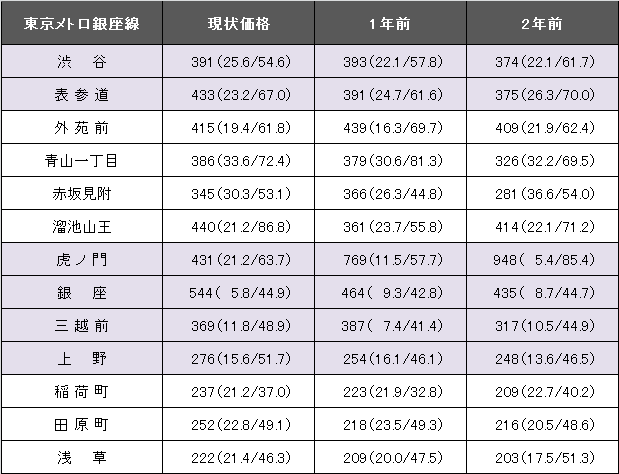 東京メトロ銀座線 現状価格 1年前 2年前
渋谷 391(25.6/54.6) 393(22.1/57.8) 374(22.1/61.7)
表参道 433(23.2/67.0) 391(24.7/61.6) 375(26.3/70.0)
外苑前 415(19.4/61.8) 439(16.3/69.7) 409(21.9/62.4)
青山一丁目 386(33.6/72.4) 379(30.6/81.3) 326(32.2/69.5)
赤坂見附 345(30.3/53.1) 366(26.3/44.8) 281(36.6/54.0)
溜池山王 440(21.2/86.8) 361(23.7/55.8) 414(22.1/71.2)
虎ノ門 431(21.2/63.7) 769(11.5/57.7) 948( 5.4/85.4)
銀座 544( 5.8/44.9) 464( 9.3/42.8) 435( 8.7/44.7)
三越前 369(11.8/48.9) 387( 7.4/41.4) 317(10.5/44.9)
上野 276(15.6/51.7) 254(16.1/46.1) 248(13.6/46.5)
稲荷町 237(21.2/37.0) 223(21.9/32.8) 209(22.7/40.2)
田原町 252(22.8/49.1) 218(23.5/49.3) 216(20.5/48.6)
浅草 222(21.4/46.3) 209(20.0/47.5) 203(17.5/51.3)